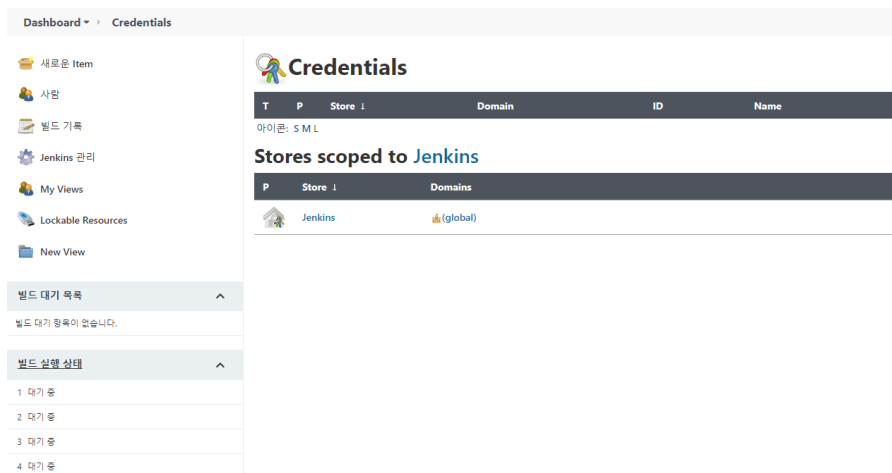 Dashboard Credentials
새로운 Item
사람
빌드 기록
Jenkins 관리
My Views
Lockable Resources
New View
빌드 대기 목록
빌드 대기 항목이 없습니다.
빌드 실행 상태
1 대기 중
2 대기 중
3 대기 중
4 대기 중
Credentials
T P Store ↓ Domain ID Name
아이콘: S M L
Stores scoped to Jenkins
P Store ↓ Domains
Jenkins (global)